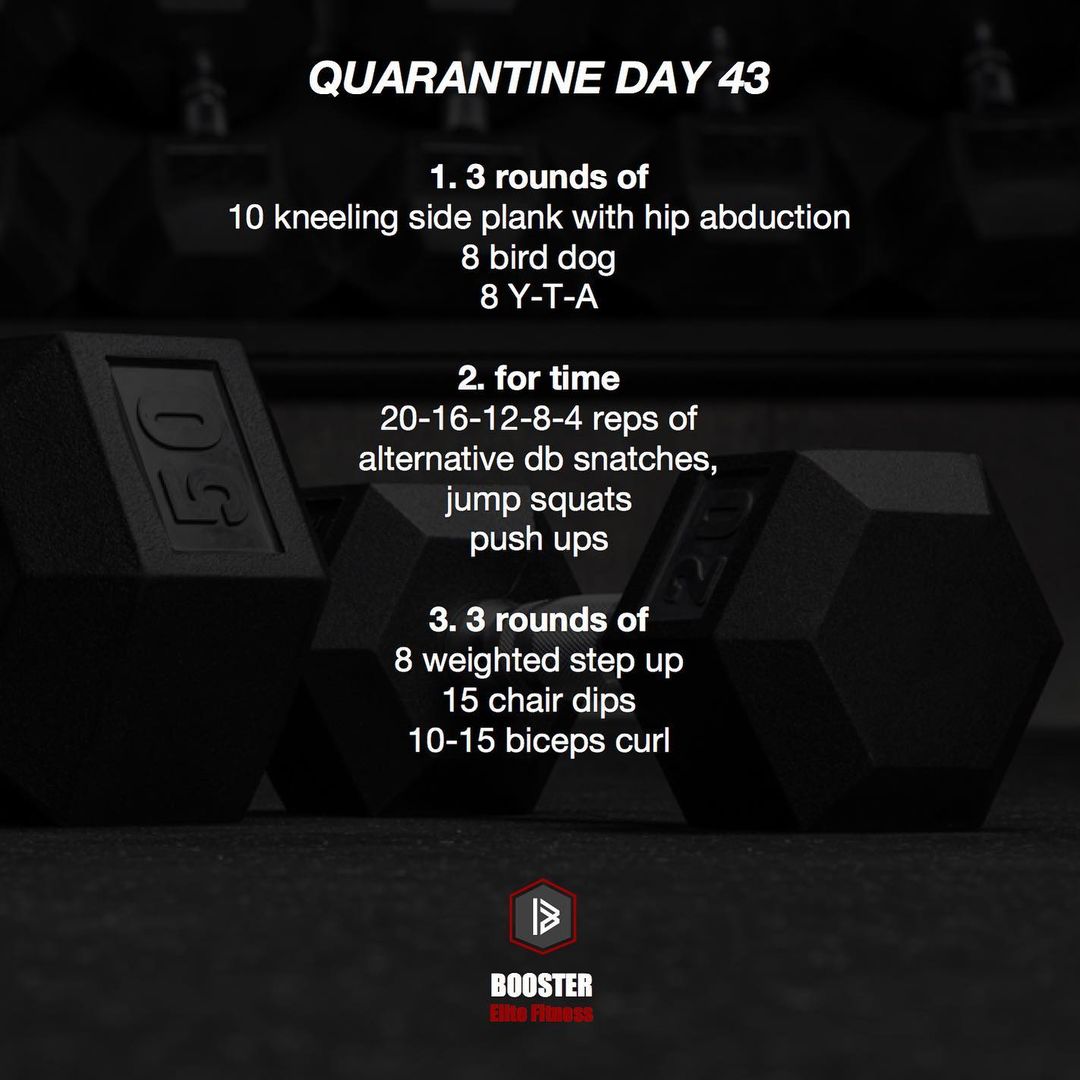 QUARANTINE DAY 43
1. 3 rounds of
10 kneeling side plank with hip abduction
8 bird dog
8 Y-T-A
2. for time
20-16-12-8-4 reps of
alternative db snatches,
jump squats
push ups
3. 3 rounds of
8 weighted step up
15 chair dips
10-15 biceps curl
50
20
B
BOOSTER
Elite Fitness